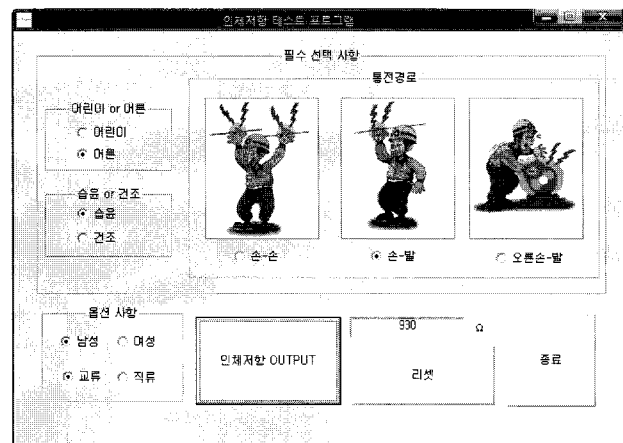 인체저항 테스트 프로그램
필수 선택 사항
통전경로
어린이 or 어른
어린이
어른
습윤 or 건조
습윤
건조
손-손
손-발
오른손-발
옵션 사항
남성 여성
교류 직류
인체저항 OUTPUT
930 Ω
리셋
종료